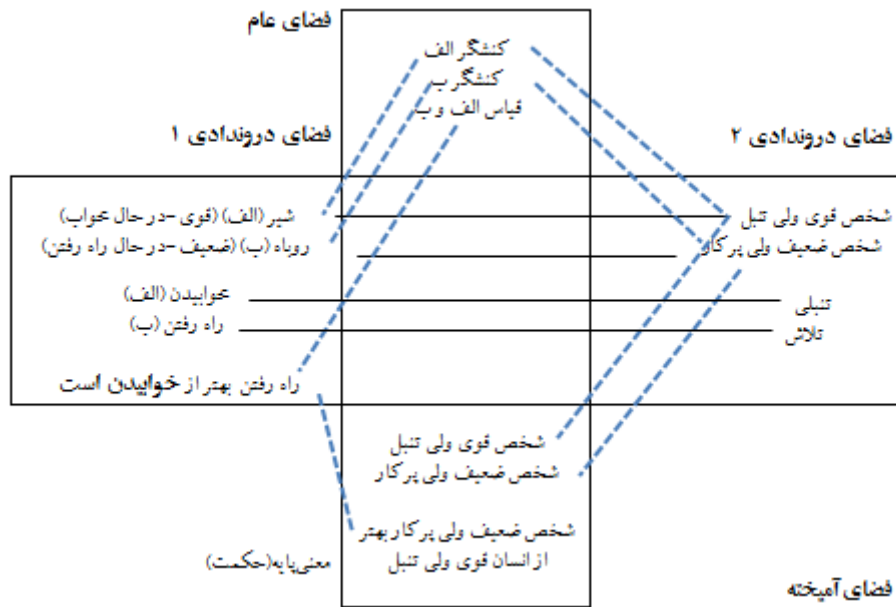 فضای عام
کنشگر الف
کنشگر ب
قیاس الف و ب
فضای دروندادی ۱
فضای دروندادی ۲
شیر (الف) (قوی -در حال خواب)
روباه (ب) (ضعیف -در حال راه رفتن)
خوابیدن (الف)
راه رفتن (ب)
راه رفتن بهتر از خوابیدن است
شخص قوی ولی تنبل
شخص ضعیف ولی پرکار
تنبلی
تلاش
شخص قوی ولی تنبل
شخص ضعیف ولی پرکار
شخص ضعیف ولی پرکار بهتر
از انسان قوی ولی تنبل
معنی‌پایه(حکمت)
فضای آمیخته